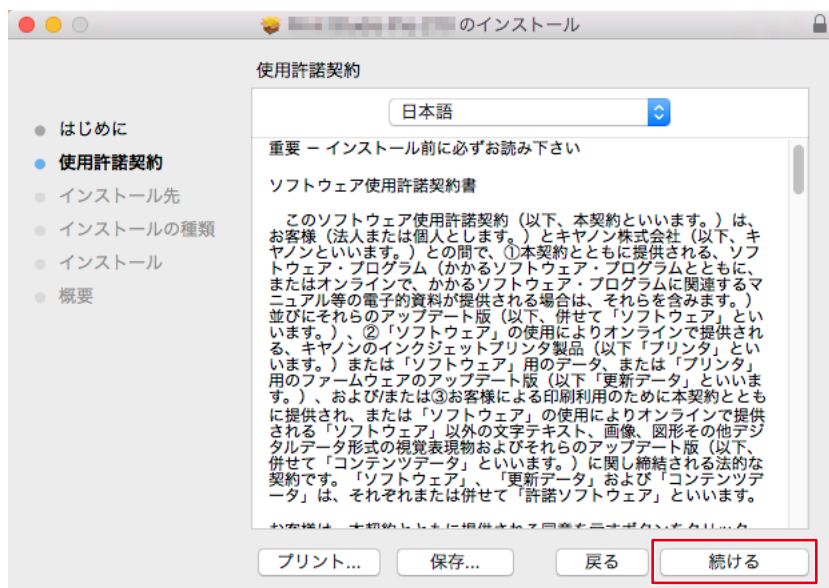 のインストール
使用許諾契約
日本語
はじめに
使用許諾契約
インストール先
インストールの種類
インストール
概要
重要 － インストール前に必ずお読み下さい
ソフトウェア使用許諾契約書
このソフトウェア使用許諾契約（以下、本契約といいます。）は、
お客様（法人または個人とします。）とキヤノン株式会社（以下、キ
ヤノンといいます。）との間で、①本契約とともに提供される、ソフ
トウェア・プログラム（かかるソフトウェア・プログラムとともに、
またはオンラインで、かかるソフトウェア・プログラムに関連するマ
ニュアル等の電子的資料が提供される場合は、それらを含みます。）
並びにそれらのアップデート版（以下、併せて「ソフトウェア」とい
います。）、②「ソフトウェア」の使用によりオンラインで提供され
る、キヤノンのインクジェットプリンタ製品（以下「プリンタ」とい
います。）または「ソフトウェア」用のデータ、または「プリンタ」
用のファームウェアのアップデート版（以下「更新データ」といいま
す。）、および/または③お客様による印刷利用のために本契約ととも
に提供され、または「ソフトウェア」の使用によりオンラインで提供
される「ソフトウェア」以外の文字テキスト、画像、図形その他デジ
タルデータ形式の視覚表現物およびそれらのアップデート版（以下、
併せて「コンテンツデータ」といいます。）に関し締結される法的な
契約です。「ソフトウェア」、「更新データ」および「コンテンツデ
ータ」は、それぞれまたは併せて「許諾ソフトウェア」といいます。
お客様は、本契約とともに提供される同意を示すボタンをクリック
プリント...
保存...
戻る
続ける